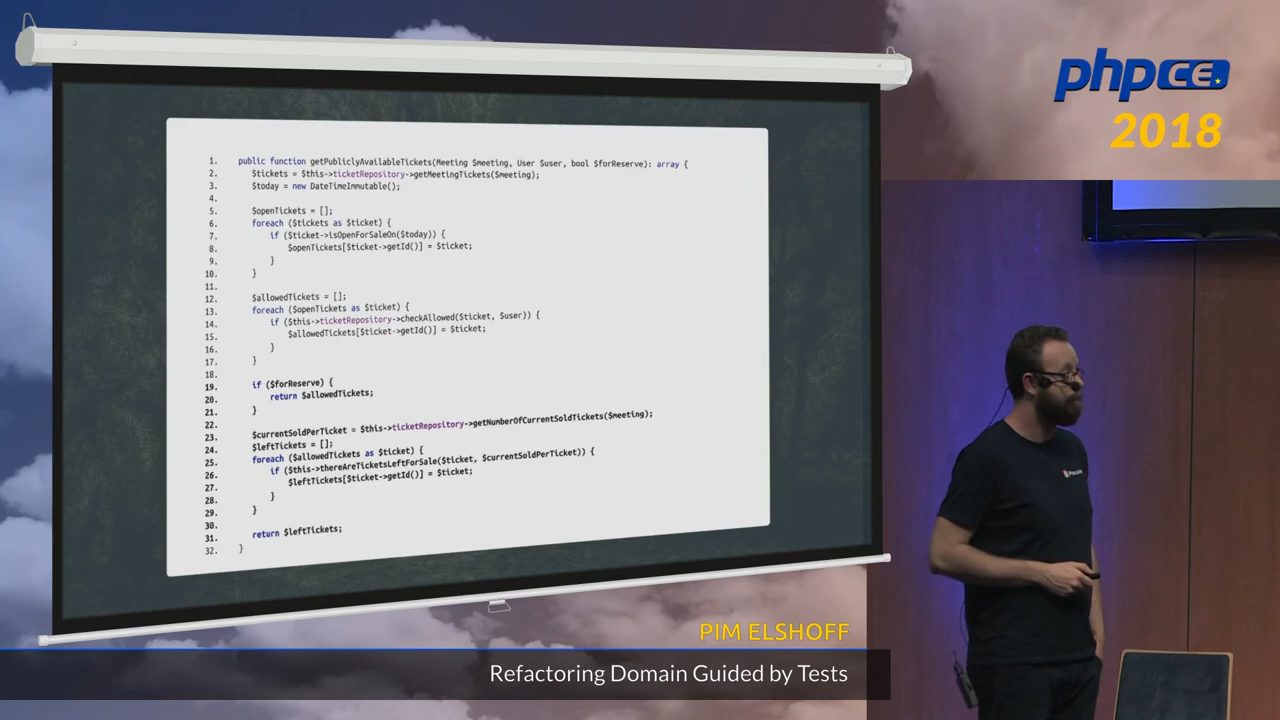 phpCE.
2018
1. public function getPubliclyAvailableTickets(Meeting $meeting, User $user, bool $forReserve): array {
2. $tickets = $this->ticketRepository->getMeetingTickets($meeting);
3. $today = new DateTimeImmutable();
4.
5. $openTickets = [];
6. foreach ($tickets as $ticket) {
7. if ($ticket->isOpenForSaleOn($today)) {
8. $openTickets[$ticket->getId()] = $ticket;
9. }
10. }
11.
12. $allowedTickets = [];
13. foreach ($openTickets as $ticket) {
14. if ($this->ticketRepository->checkAllowed($ticket, $user)) {
15. $allowedTickets[$ticket->getId()] = $ticket;
16. }
17. }
18.
19. if ($forReserve) {
20. return $allowedTickets;
21. }
22.
23. $currentSoldPerTicket = $this->ticketRepository->getNumberOfCurrentSoldTickets($meeting);
24. $leftTickets = [];
25. foreach ($allowedTickets as $ticket) {
26. if ($this->thereAreTicketsLeftForSale($ticket, $currentSoldPerTicket)) {
27. $leftTickets[$ticket->getId()] = $ticket;
28. }
29. }
30.
31. return $leftTickets;
32. }
PIM ELSHOFF
Refactoring Domain Guided by Tests